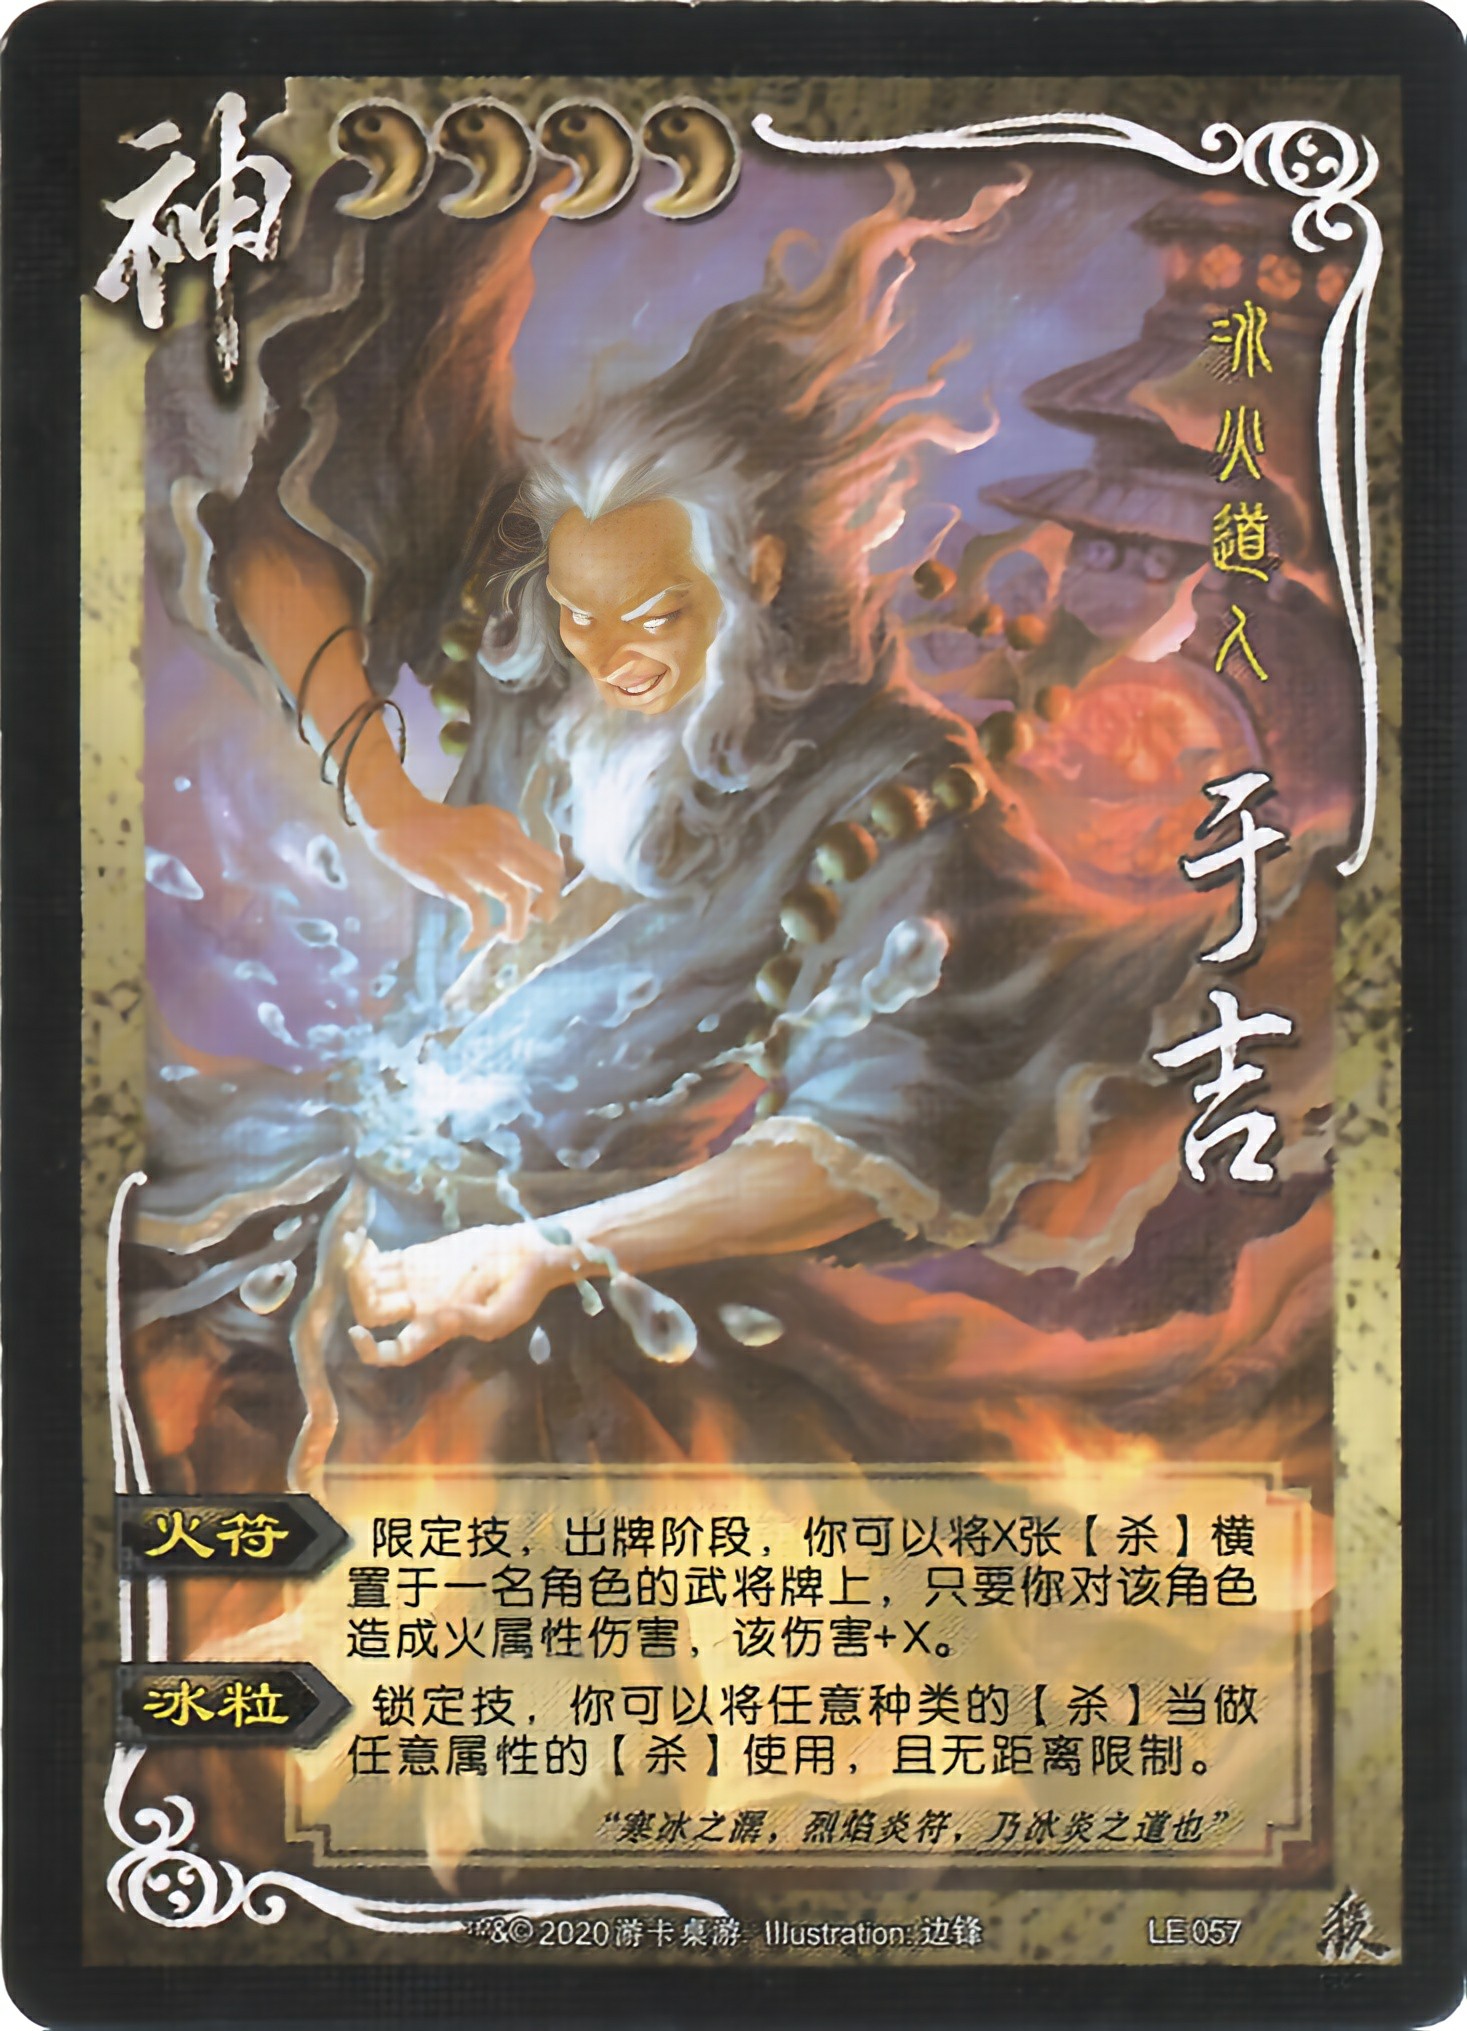 神
冰火道人
于吉
火符
限定技，出牌阶段，你可以将X张【杀】横
置于一名角色的武将牌上，只要你对该角色
造成火属性伤害，该伤害+X。
冰粒
锁定技，你可以将任意种类的【杀】当做
任意属性的【杀】使用，且无距离限制。
“寒冰之潺，烈焰炎符，乃冰炎之道也”
&© 2020游卡桌游 Illustration: 边锋
LE 057